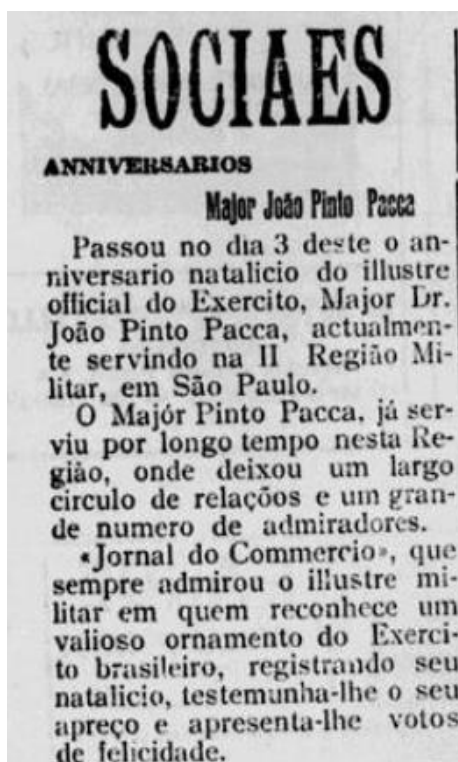 SOCIAES
ANNIVERSARIOS
Major João Pinto Pacca
Passou no dia 3 deste o an-
niversario natalicio do illustre
official do Exercito, Major Dr.
João Pinto Pacca, actualmen-
te servindo na II Região Mi-
litar, em São Paulo.
O Majór Pinto Pacca, já ser-
viu por longo tempo nesta Re-
gião, onde deixou um largo
circulo de relações e um gran-
de numero de admiradores.
«Jornal do Commercio», que
sempre admirou o illustre mi-
litar em quem reconhece um
valioso ornamento do Exerci-
to brasileiro, registrando seu
natalicio, testemunha-lhe o seu
apreço e apresenta-lhe votos
de felicidade.